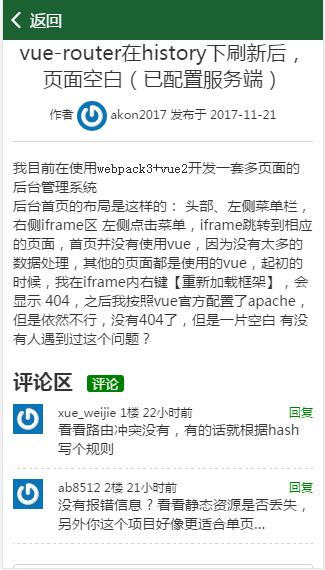 返回
vue-router在history下刷新后，
页面空白（已配置服务端）
作者 akon2017 发布于 2017-11-21
我目前在使用webpack3+vue2开发一套多页面的
后台管理系统
后台首页的布局是这样的： 头部、左侧菜单栏，
右侧iframe区 左侧点击菜单，iframe跳转到相应
的页面，首页并没有使用vue，因为没有太多的
数据处理，其他的页面都是使用的vue，起初的
时候，我在iframe内右键【重新加载框架】，会
显示 404，之后我按照vue官方配置了apache，
但是依然不行，没有404了，但是一片空白 有没
有人遇到过这个问题？
评论区 评论
xue_weijie 1楼 22小时前 回复
看看路由冲突没有，有的话就根据hash
写个规则
ab8512 2楼 21小时前 回复
没有报错信息？看看静态资源是否丢失，
另外你这个项目好像更适合单页...